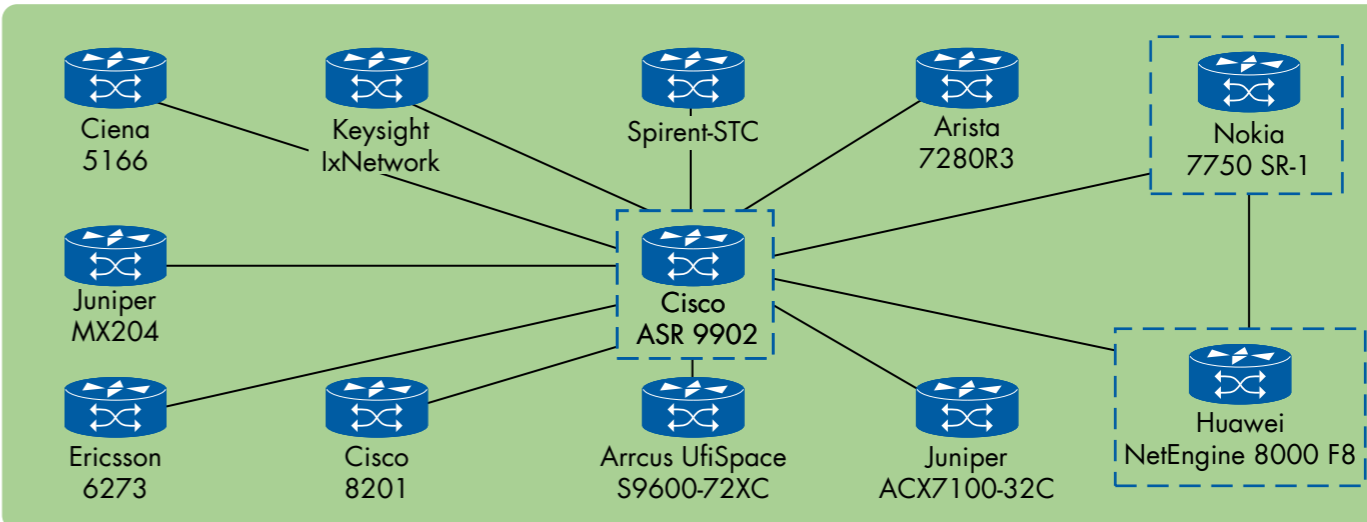 Ciena
5166
Keysight
IxNetwork
Spirent-STC
Arista
7280R3
Nokia
7750 SR-1
Juniper
MX204
Cisco
ASR 9902
Huawei
NetEngine 8000 F8
Ericsson
6273
Cisco
8201
Arrcus UfiSpace
S9600-72XC
Juniper
ACX7100-32C